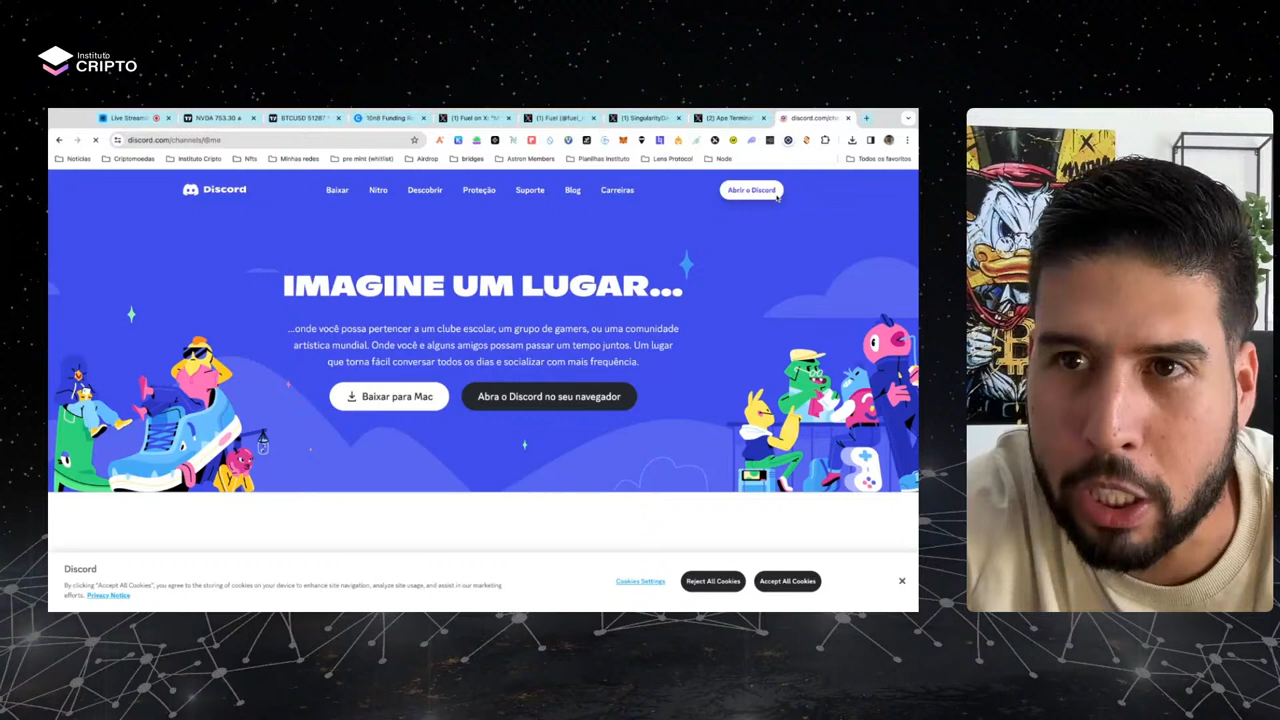 Instituto
CRIPTO
Live Streami
NVDA 753.30
BTCUSD 51287
10n8 Funding Ra
(1) Fuel on X: "M
(1) Fuel (@fuel_n
(1) SingularityDA
(2) Ape Termina
discord.com/cha
discord.com/channels/@me
Notícias
Criptomoedas
Instituto Cripto
Nfts
Minhas redes
pre mint (whitlist)
Airdrop
bridges
Astron Members
Planilhas Instituto
Lens Protocol
Node
Todos os favoritos
Discord
Baixar
Nitro
Descobrir
Proteção
Suporte
Blog
Carreiras
Abrir o Discord
IMAGINE UM LUGAR...
...onde você possa pertencer a um clube escolar, um grupo de gamers, ou uma comunidade
artística mundial. Onde você e alguns amigos possam passar um tempo juntos. Um lugar
que torna fácil conversar todos os dias e socializar com mais frequência.
Baixar para Mac
Abra o Discord no seu navegador
Discord
By clicking "Accept All Cookies", you agree to the storing of cookies on your device to enhance site navigation, analyze site usage, and assist in our marketing
efforts. Privacy Notice
Cookies Settings
Reject All Cookies
Accept All Cookies